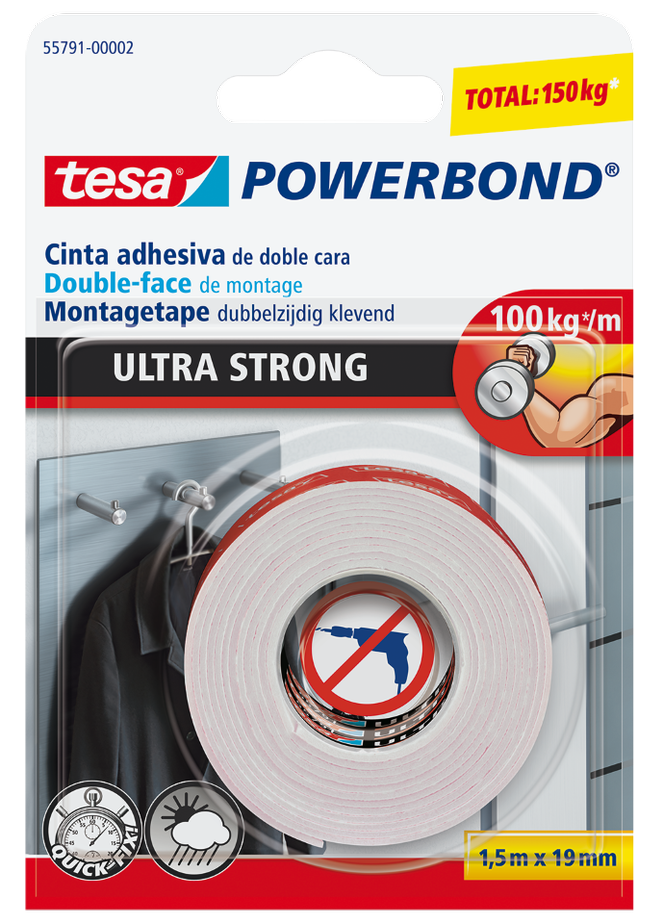 55791-00002
TOTAL: 150 kg*
tesa® POWERBOND®
Cinta adhesiva de doble cara
Double-face de montage
Montagetape dubbelzijdig klevend
100 kg*/m
ULTRA STRONG
tesa
QUICK-FIX!
1,5 m x 19 mm